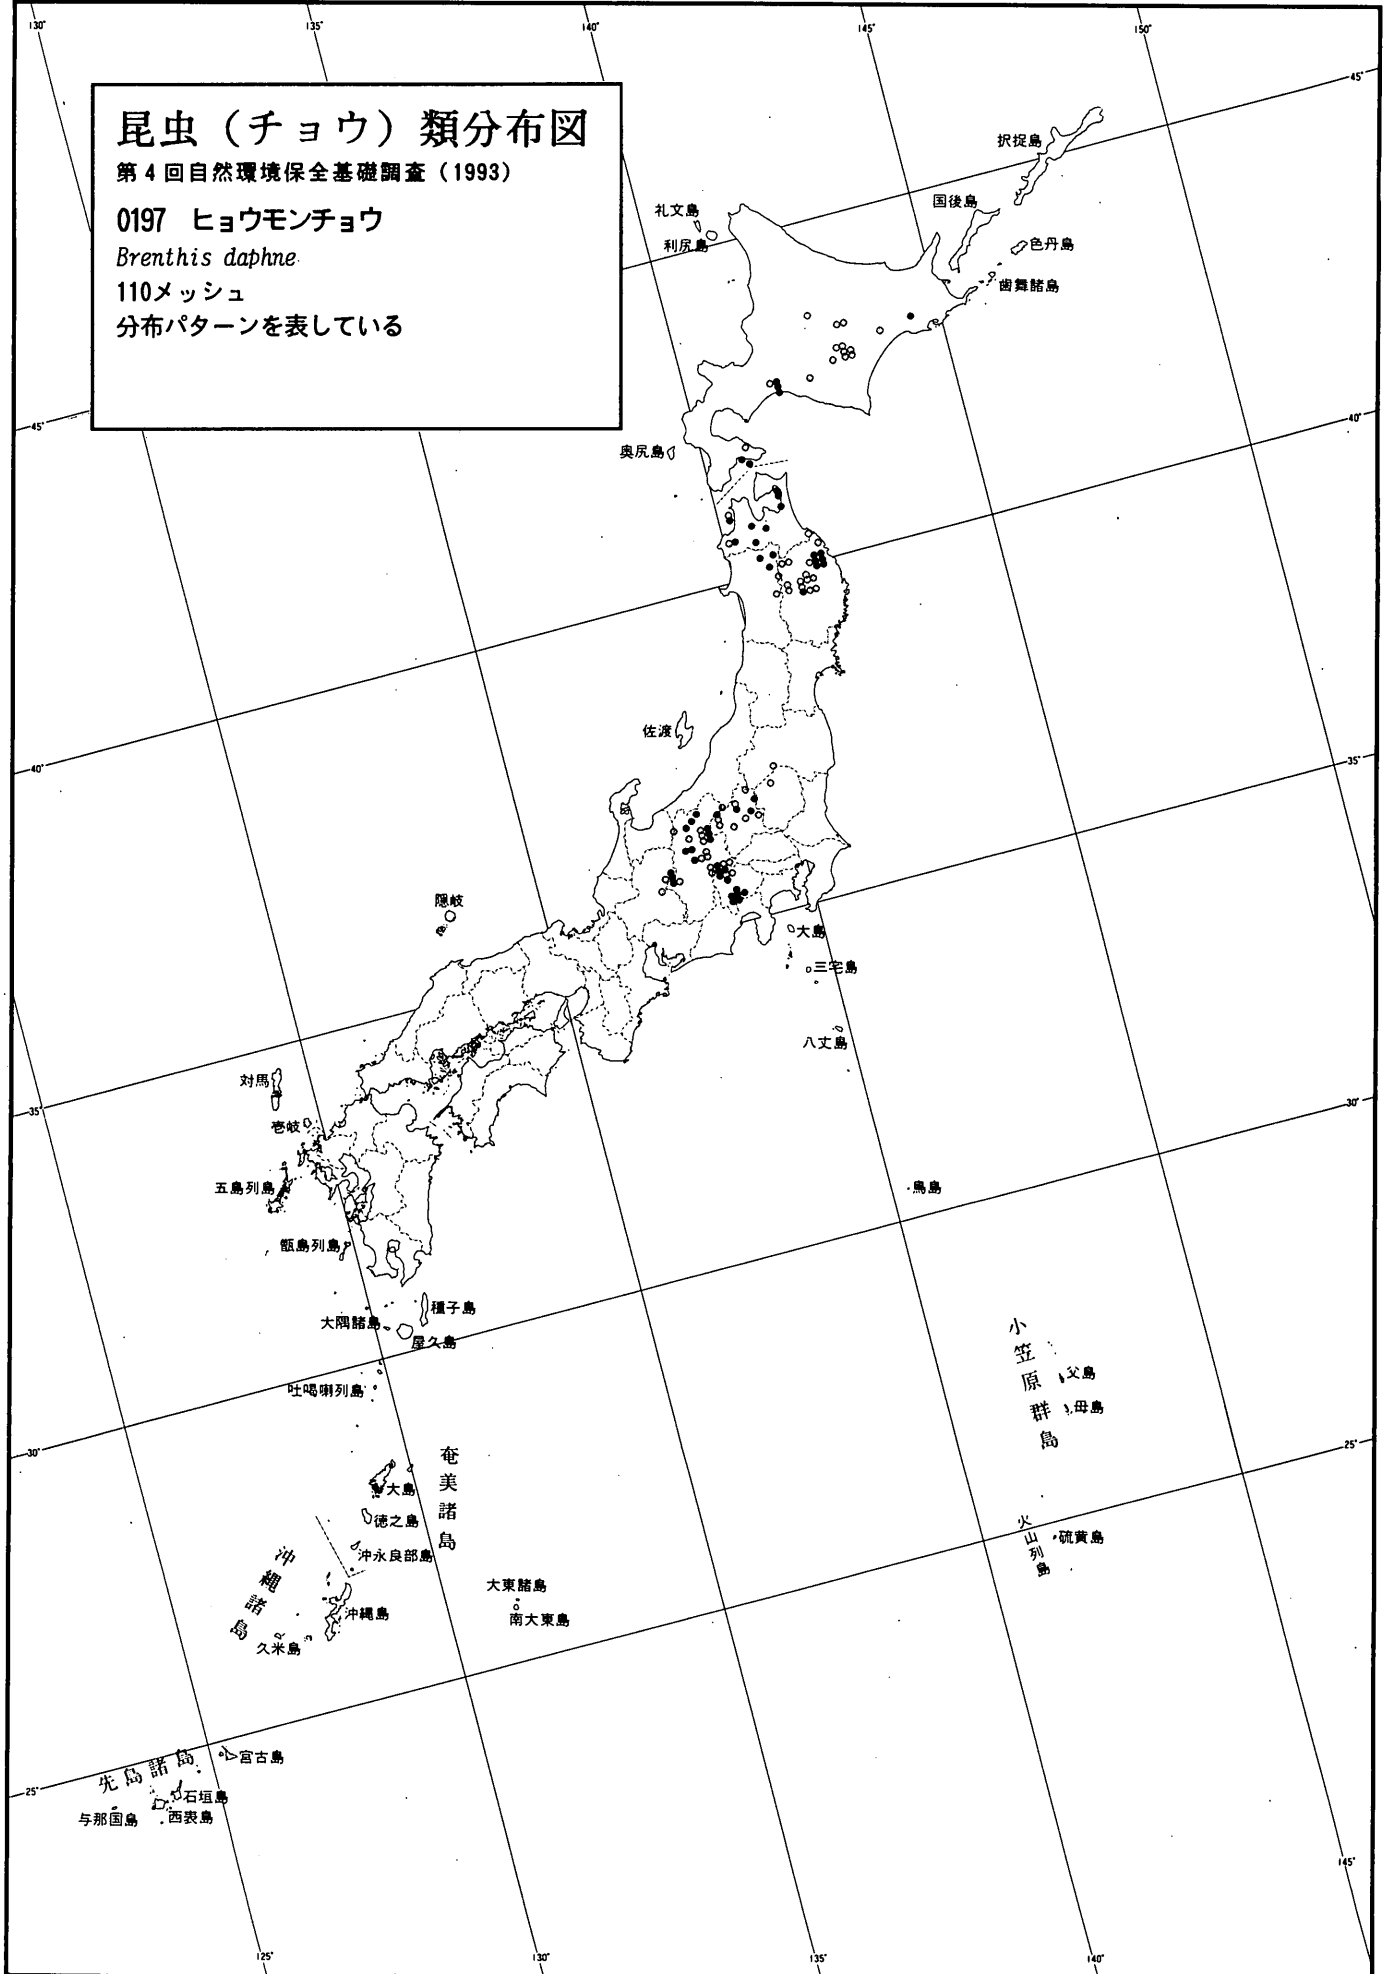 130°
135°
140°
145°
150°
45°
昆虫（チョウ）類分布図
第4回自然環境保全基礎調査（1993）
0197 ヒョウモンチョウ
Brenthis daphne
110メッシュ
分布パターンを表している
択捉島
国後島
色丹島
歯舞諸島
礼文島
利尻島
奥尻島
45°
40°
佐渡
40°
35°
隠岐
大島
三宅島
八丈島
対馬
壱岐
35°
30°
五島列島
鳥島
甑島列島
種子島
大隅諸島
屋久島
吐噶喇列島
小笠原群島
父島
母島
30°
25°
奄美諸島
大島
徳之島
沖永良部島
火山列島
硫黄島
沖縄諸島
沖縄島
久米島
大東諸島
南大東島
先島諸島
宮古島
石垣島
西表島
与那国島
25°
145°
125°
130°
135°
140°